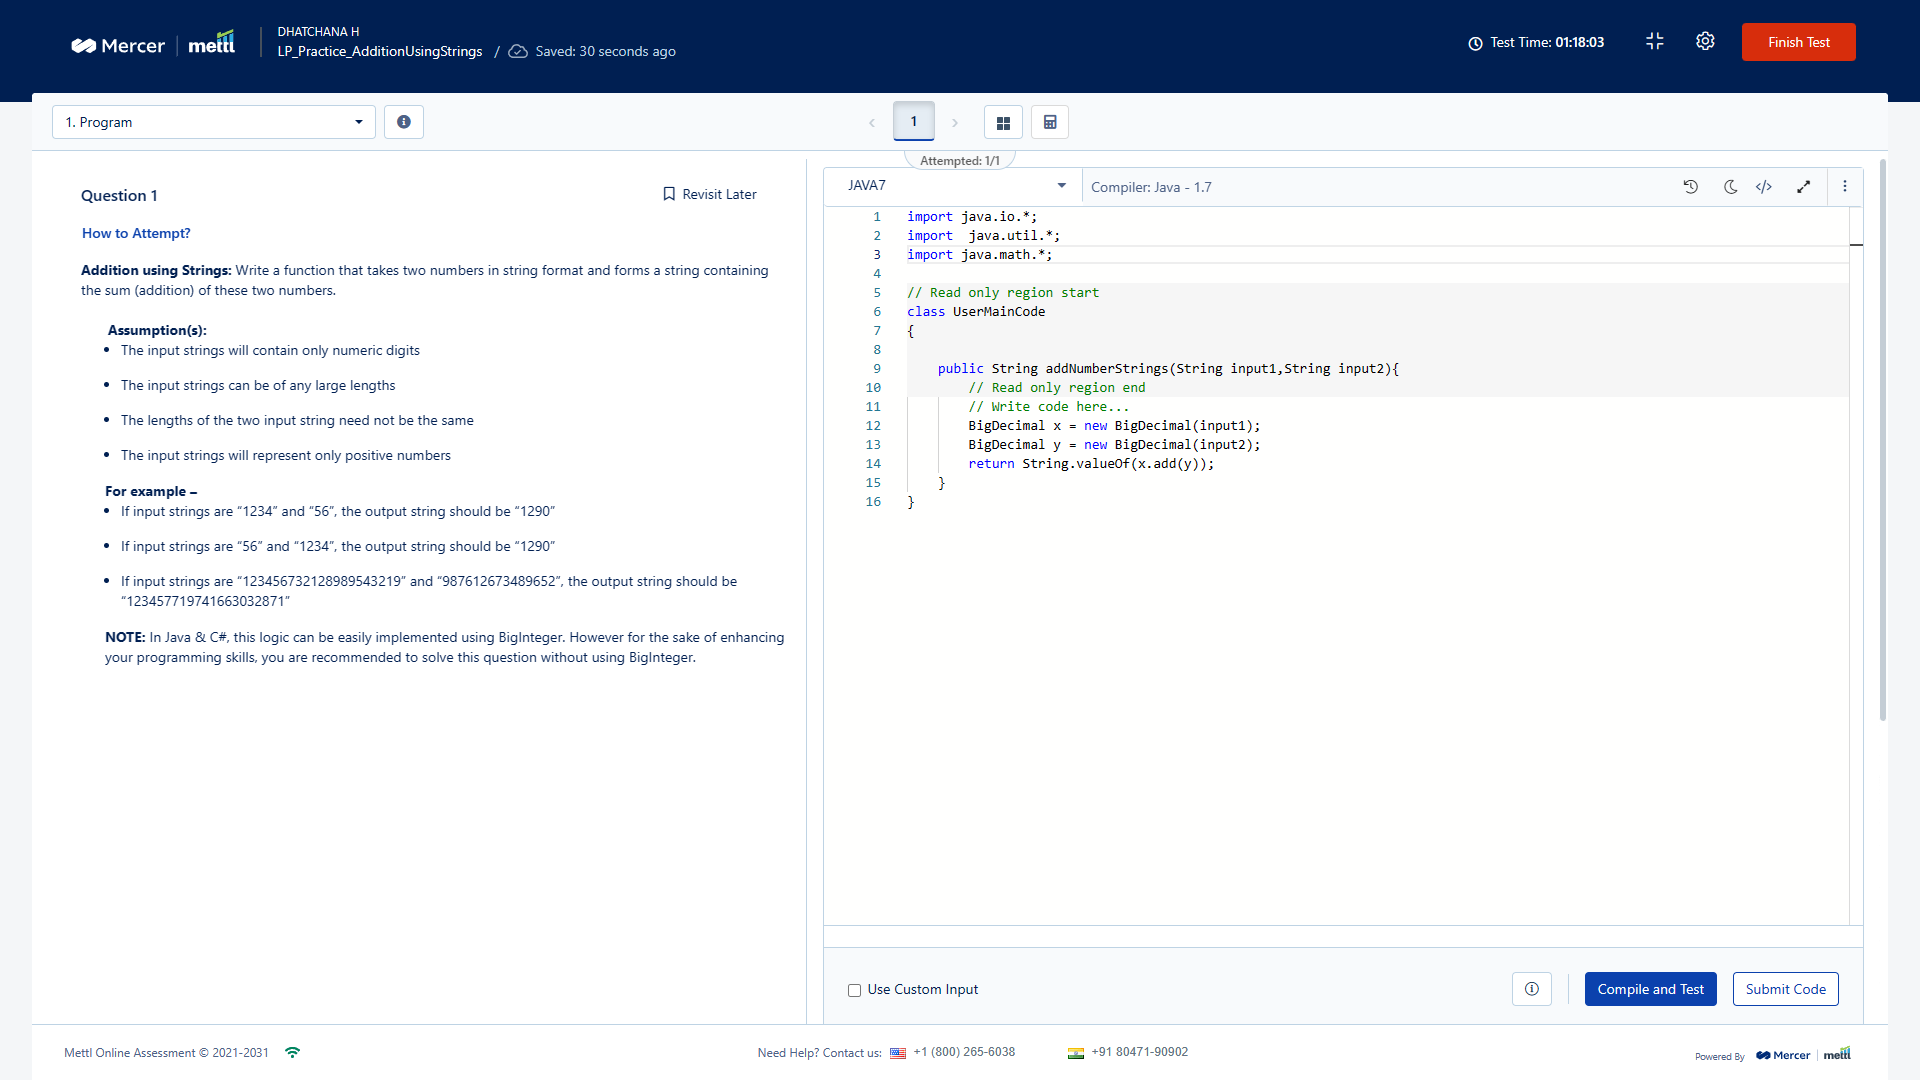 Mercer | mettl
DHATCHANA H
LP_Practice_AdditionUsingStrings / Saved: 30 seconds ago
Test Time: 01:18:03
Finish Test
1. Program
1
Attempted: 1/1
Question 1
Revisit Later
How to Attempt?
Addition using Strings: Write a function that takes two numbers in string format and forms a string containing
the sum (addition) of these two numbers.
Assumption(s):
• The input strings will contain only numeric digits
• The input strings can be of any large lengths
• The lengths of the two input string need not be the same
• The input strings will represent only positive numbers
For example –
• If input strings are “1234” and “56”, the output string should be “1290”
• If input strings are “56” and “1234”, the output string should be “1290”
• If input strings are “123456732128989543219” and “987612673489652”, the output string should be
“123457719741663032871”
NOTE: In Java & C#, this logic can be easily implemented using BigInteger. However for the sake of enhancing
your programming skills, you are recommended to solve this question without using BigInteger.
JAVA7
Compiler: Java - 1.7
1 import java.io.*;
2 import  java.util.*;
3 import java.math.*;
4
5 // Read only region start
6 class UserMainCode
7 {
8
9     public String addNumberStrings(String input1,String input2){
10         // Read only region end
11         // Write code here...
12         BigDecimal x = new BigDecimal(input1);
13         BigDecimal y = new BigDecimal(input2);
14         return String.valueOf(x.add(y));
15     }
16 }
Use Custom Input
Compile and Test
Submit Code
Mettl Online Assessment © 2021-2031
Need Help? Contact us: +1 (800) 265-6038
+91 80471-90902
Powered By Mercer | mettl